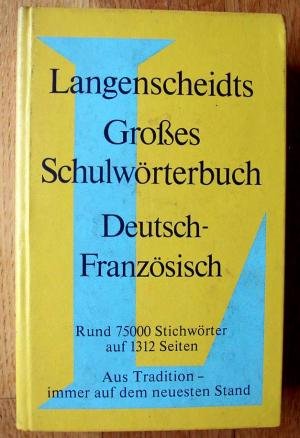 Langenscheidts
Großes
Schulwörterbuch
Deutsch-
Französisch
Rund 75000 Stichwörter
auf 1312 Seiten
Aus Tradition –
immer auf dem neuesten Stand